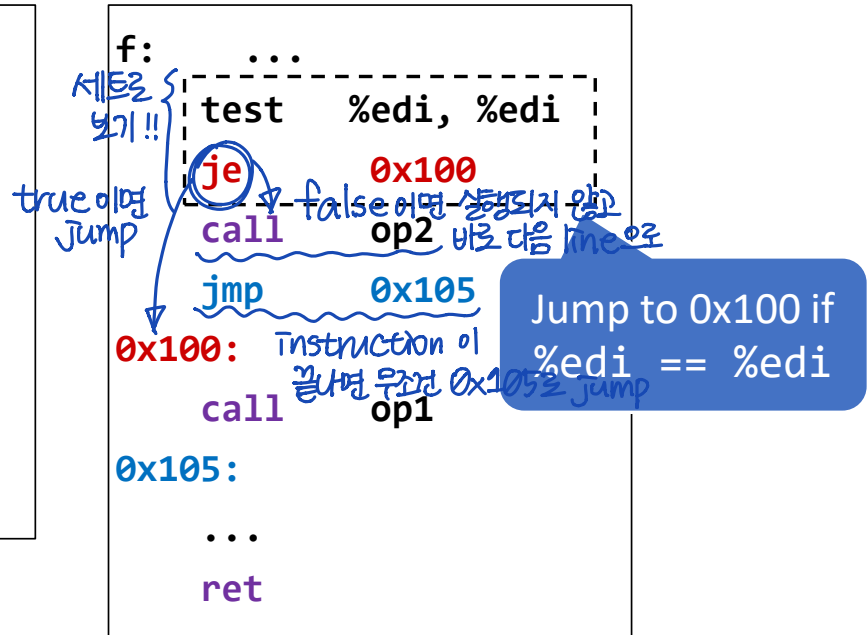 f:    ...
세트로
보기!!
test    %edi, %edi
je    0x100
true이면
jump
false이면 실행되지 않고
바로 다음 line으로
call    op2
jmp    0x105
Jump to 0x100 if
%edi == %edi
0x100:
instruction이
끝나면 무조건 0x105로 jump
call    op1
0x105:
...
ret